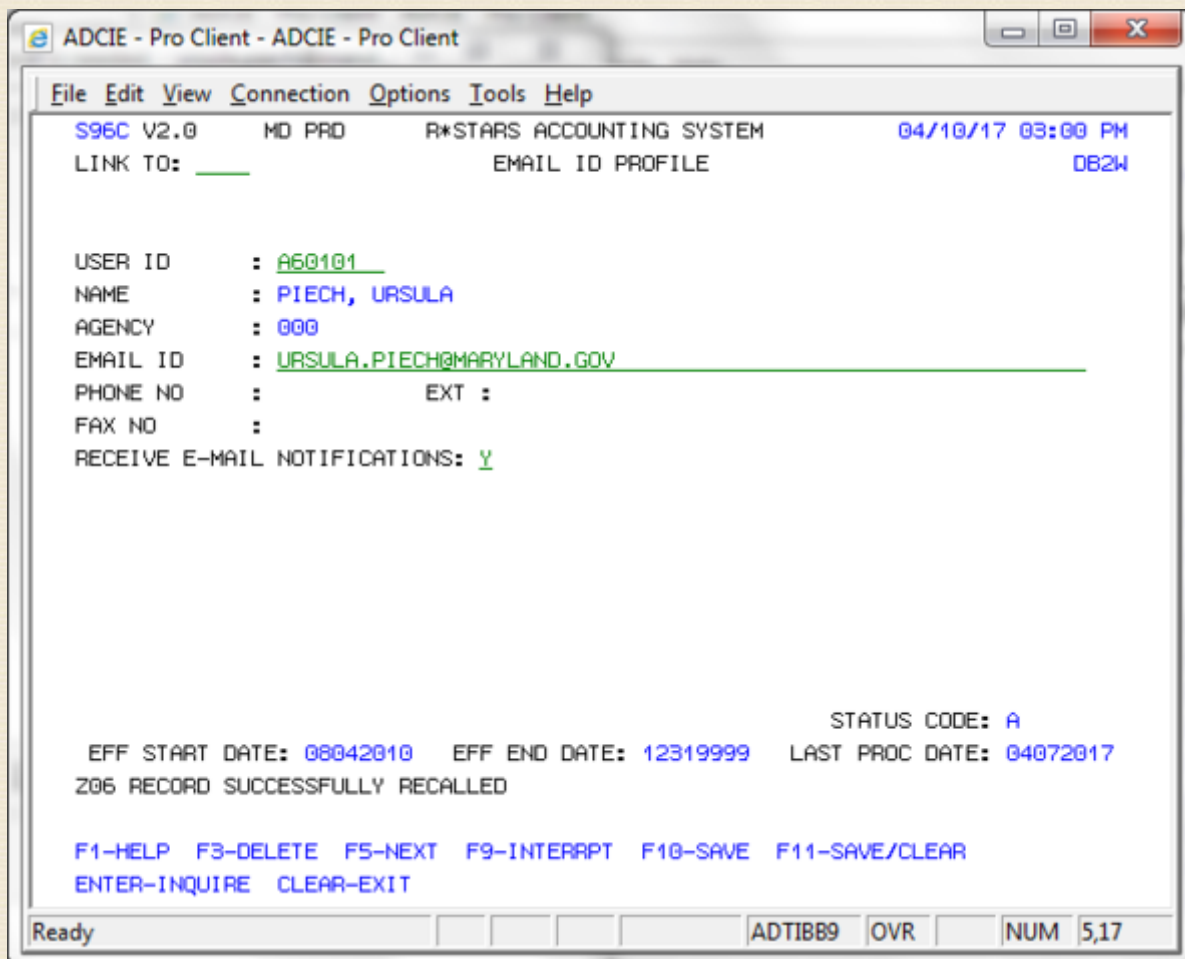 ADCIE - Pro Client - ADCIE - Pro Client
File Edit View Connection Options Tools Help
S96C V2.0 MD PRD R*STARS ACCOUNTING SYSTEM 04/10/17 03:00 PM
LINK TO: ____ EMAIL ID PROFILE DB2W
USER ID : A60101
NAME : PIECH, URSULA
AGENCY : 000
EMAIL ID : URSULA.PIECH@MARYLAND.GOV
PHONE NO : EXT :
FAX NO :
RECEIVE E-MAIL NOTIFICATIONS: Y
STATUS CODE: A
EFF START DATE: 08042010 EFF END DATE: 12319999 LAST PROC DATE: 04072017
Z06 RECORD SUCCESSFULLY RECALLED
F1-HELP F3-DELETE F5-NEXT F9-INTERRPT F10-SAVE F11-SAVE/CLEAR
ENTER-INQUIRE CLEAR-EXIT
Ready ADTIBB9 OVR NUM 5,17